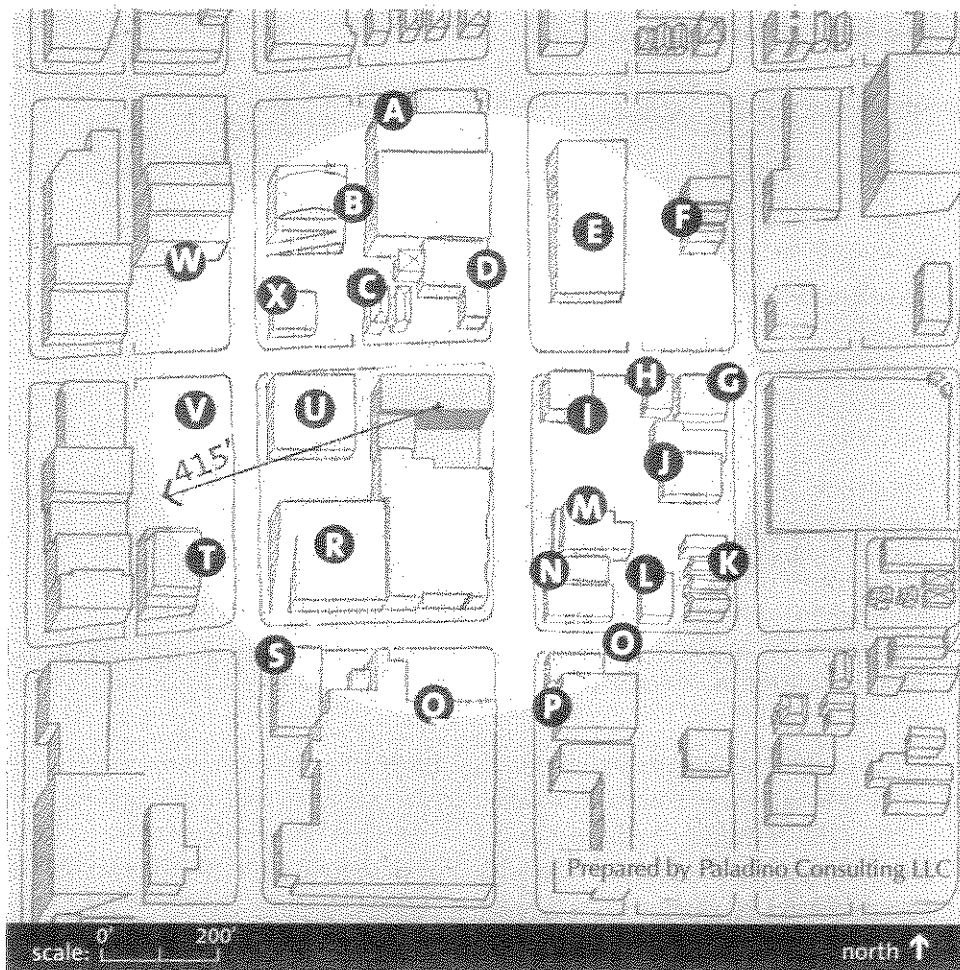 A
B
F
E
W
D
C
X
H
G
V
U
I
415'
J
M
R
T
N
K
L
O
S
O
P
Prepared by Paladino Consulting LLC
0' 200'
scale: north